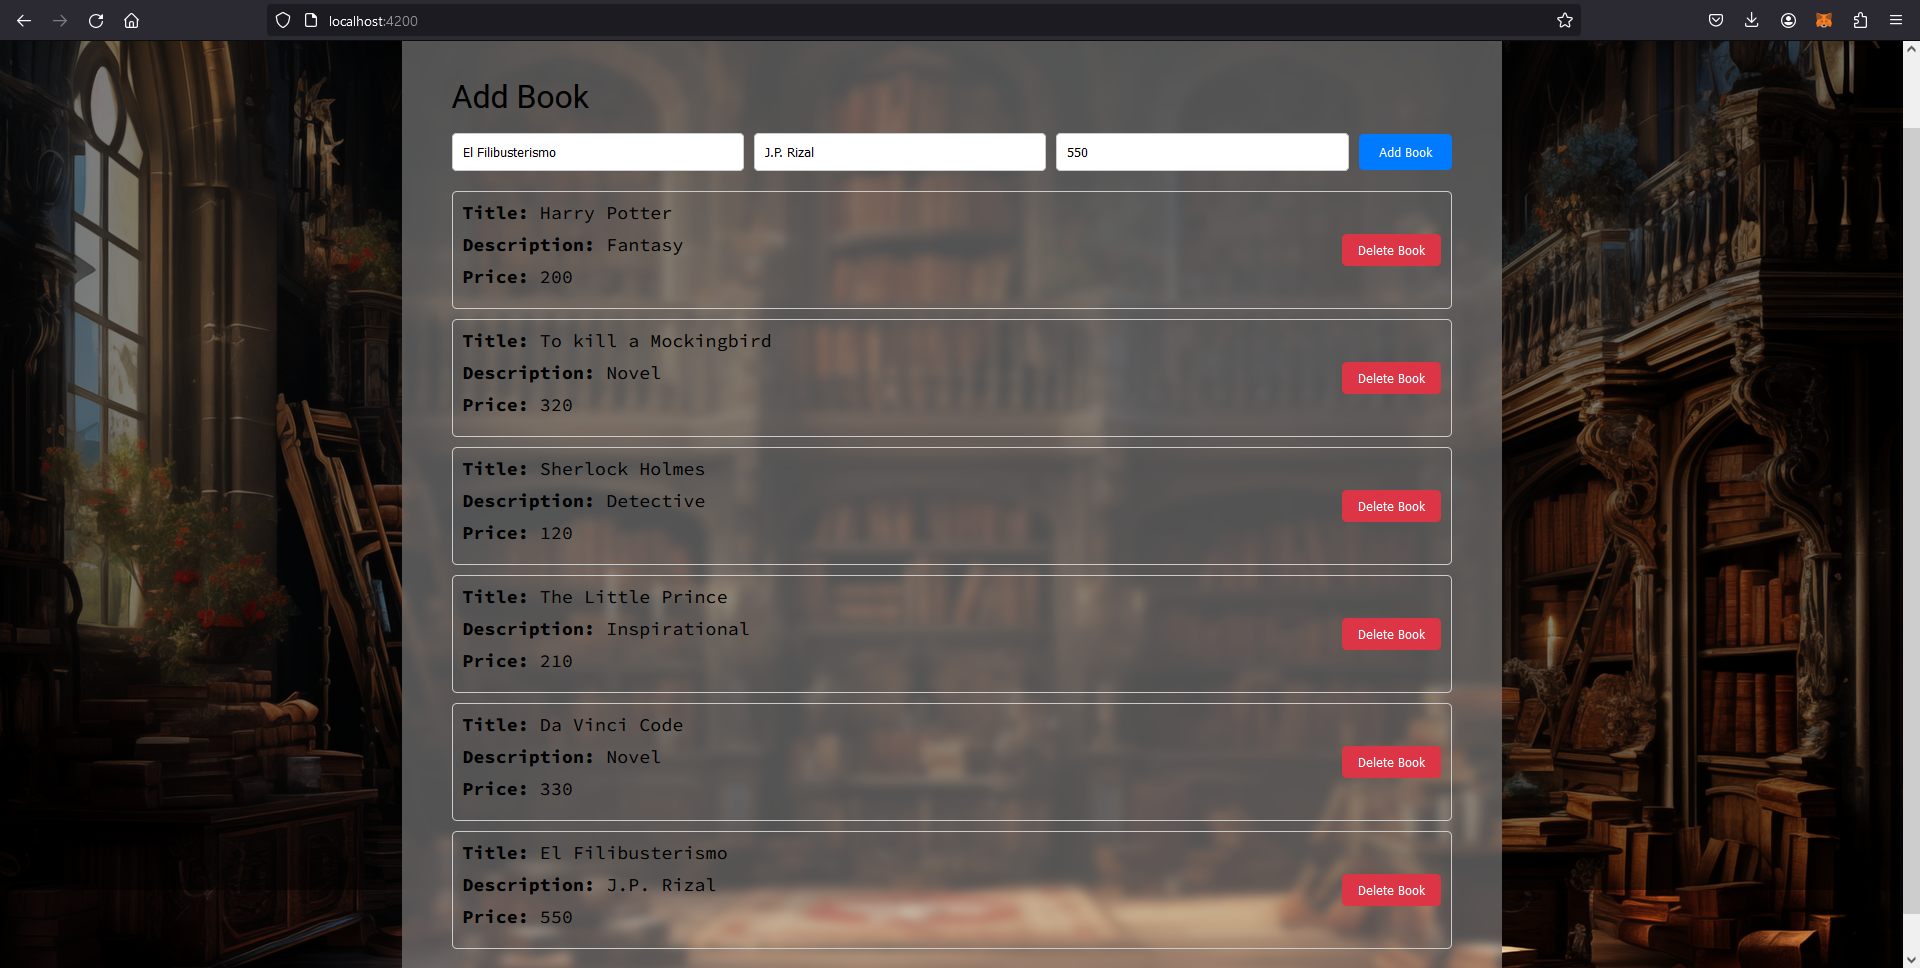 localhost:4200
Add Book
El Filibusterismo J.P. Rizal 550 Add Book
Title: Harry Potter
Description: Fantasy
Delete Book
Price: 200
Title: To kill a Mockingbird
Description: Novel
Delete Book
Price: 320
Title: Sherlock Holmes
Description: Detective
Delete Book
Price: 120
Title: The Little Prince
Description: Inspirational
Delete Book
Price: 210
Title: Da Vinci Code
Description: Novel
Delete Book
Price: 330
Title: El Filibusterismo
Description: J.P. Rizal
Delete Book
Price: 550